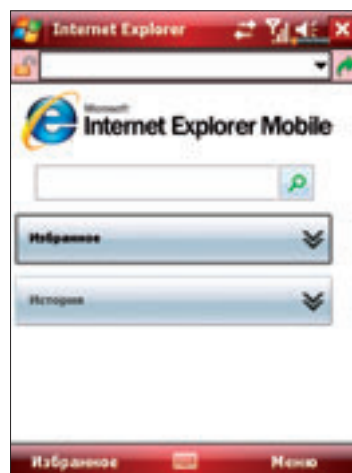 Internet Explorer
Microsoft
Internet Explorer Mobile
Избранное
История
Избранное
Меню